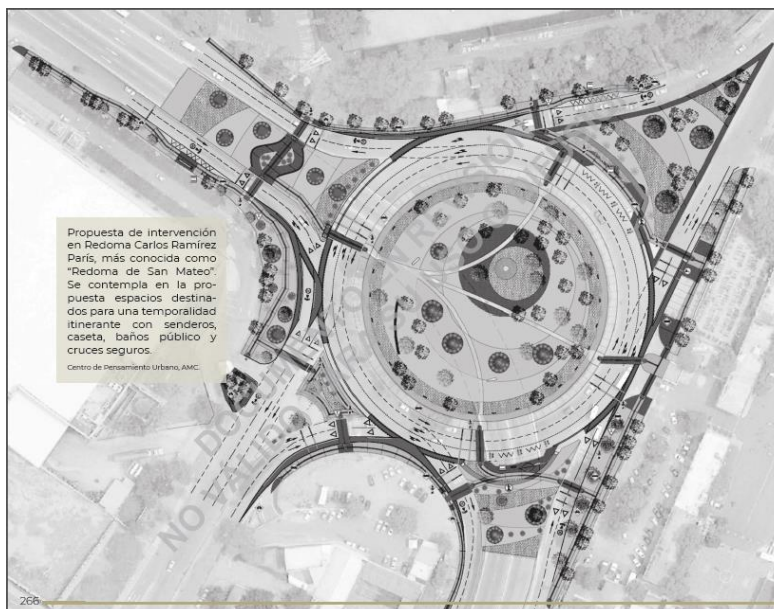 Propuesta de intervención
en Redoma Carlos Ramírez
París, más conocida como
“Redoma de San Mateo”.
Se contempla en la pro-
puesta espacios destina-
dos para una temporalidad
itinerante con senderos,
caseta, baños público y
cruces seguros.
Centro de Pensamiento Urbano, AMC.
NO VALIDO
266